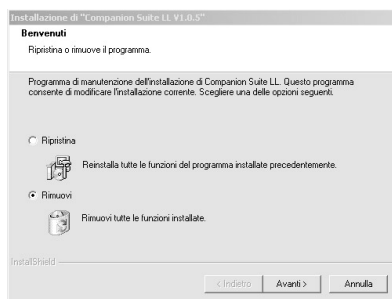 Installazione di "Companion Suite LL V1.0.5"
Benvenuti
Ripristina o rimuove il programma.
Programma di manutenzione dell'installazione di Companion Suite LL. Questo programma
consente di modificare l'installazione corrente. Scegliere una delle opzioni seguenti.
Ripristina
Reinstalla tutte le funzioni del programma installate precedentemente.
Rimuovi
Rimuovi tutte le funzioni installate.
InstallShield
< Indietro
Avanti >
Annulla